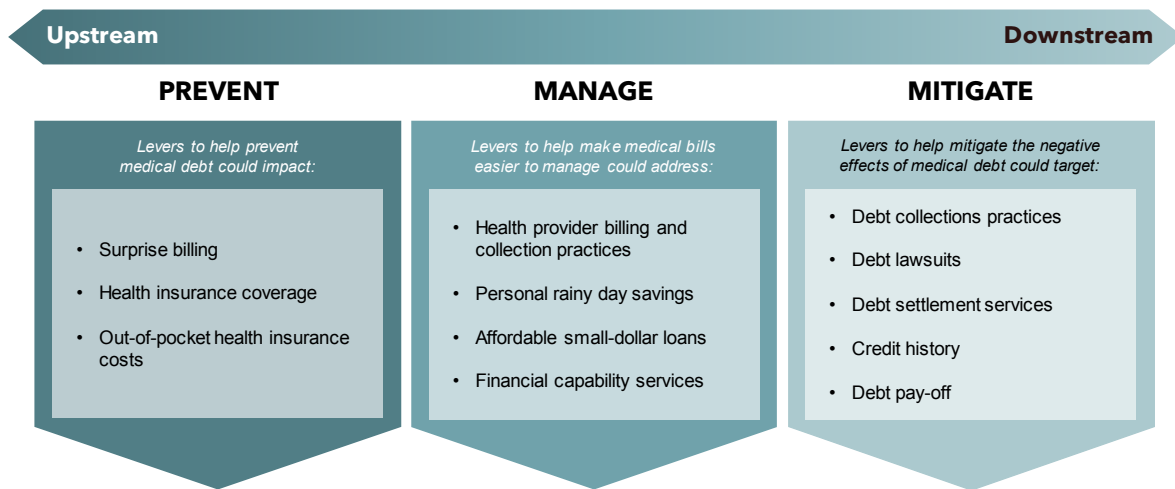 Upstream
Downstream
PREVENT
MANAGE
MITIGATE
Levers to help prevent
medical debt could impact:
• Surprise billing
• Health insurance coverage
• Out-of-pocket health insurance
costs
Levers to help make medical bills
easier to manage could address:
• Health provider billing and
collection practices
• Personal rainy day savings
• Affordable small-dollar loans
• Financial capability services
Levers to help mitigate the negative
effects of medical debt could target:
• Debt collections practices
• Debt lawsuits
• Debt settlement services
• Credit history
• Debt pay-off